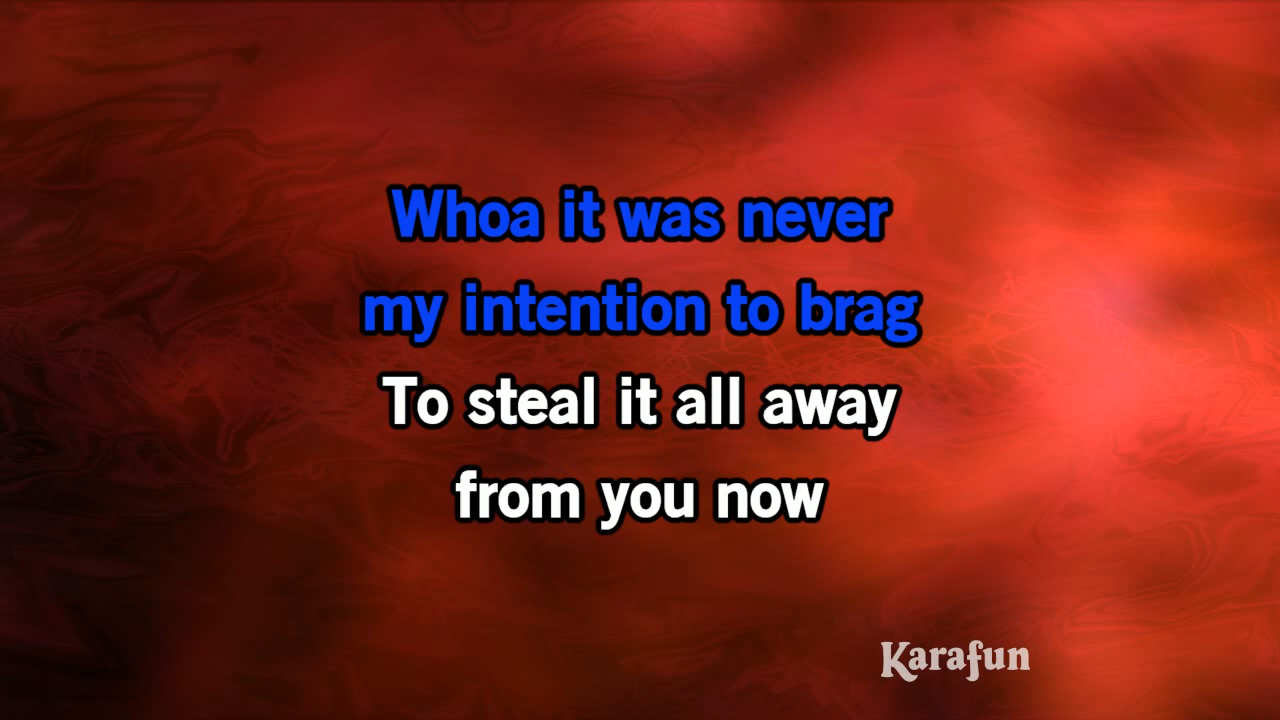 Whoa it was never
my intention to brag
To steal it all away
from you now
Karafun